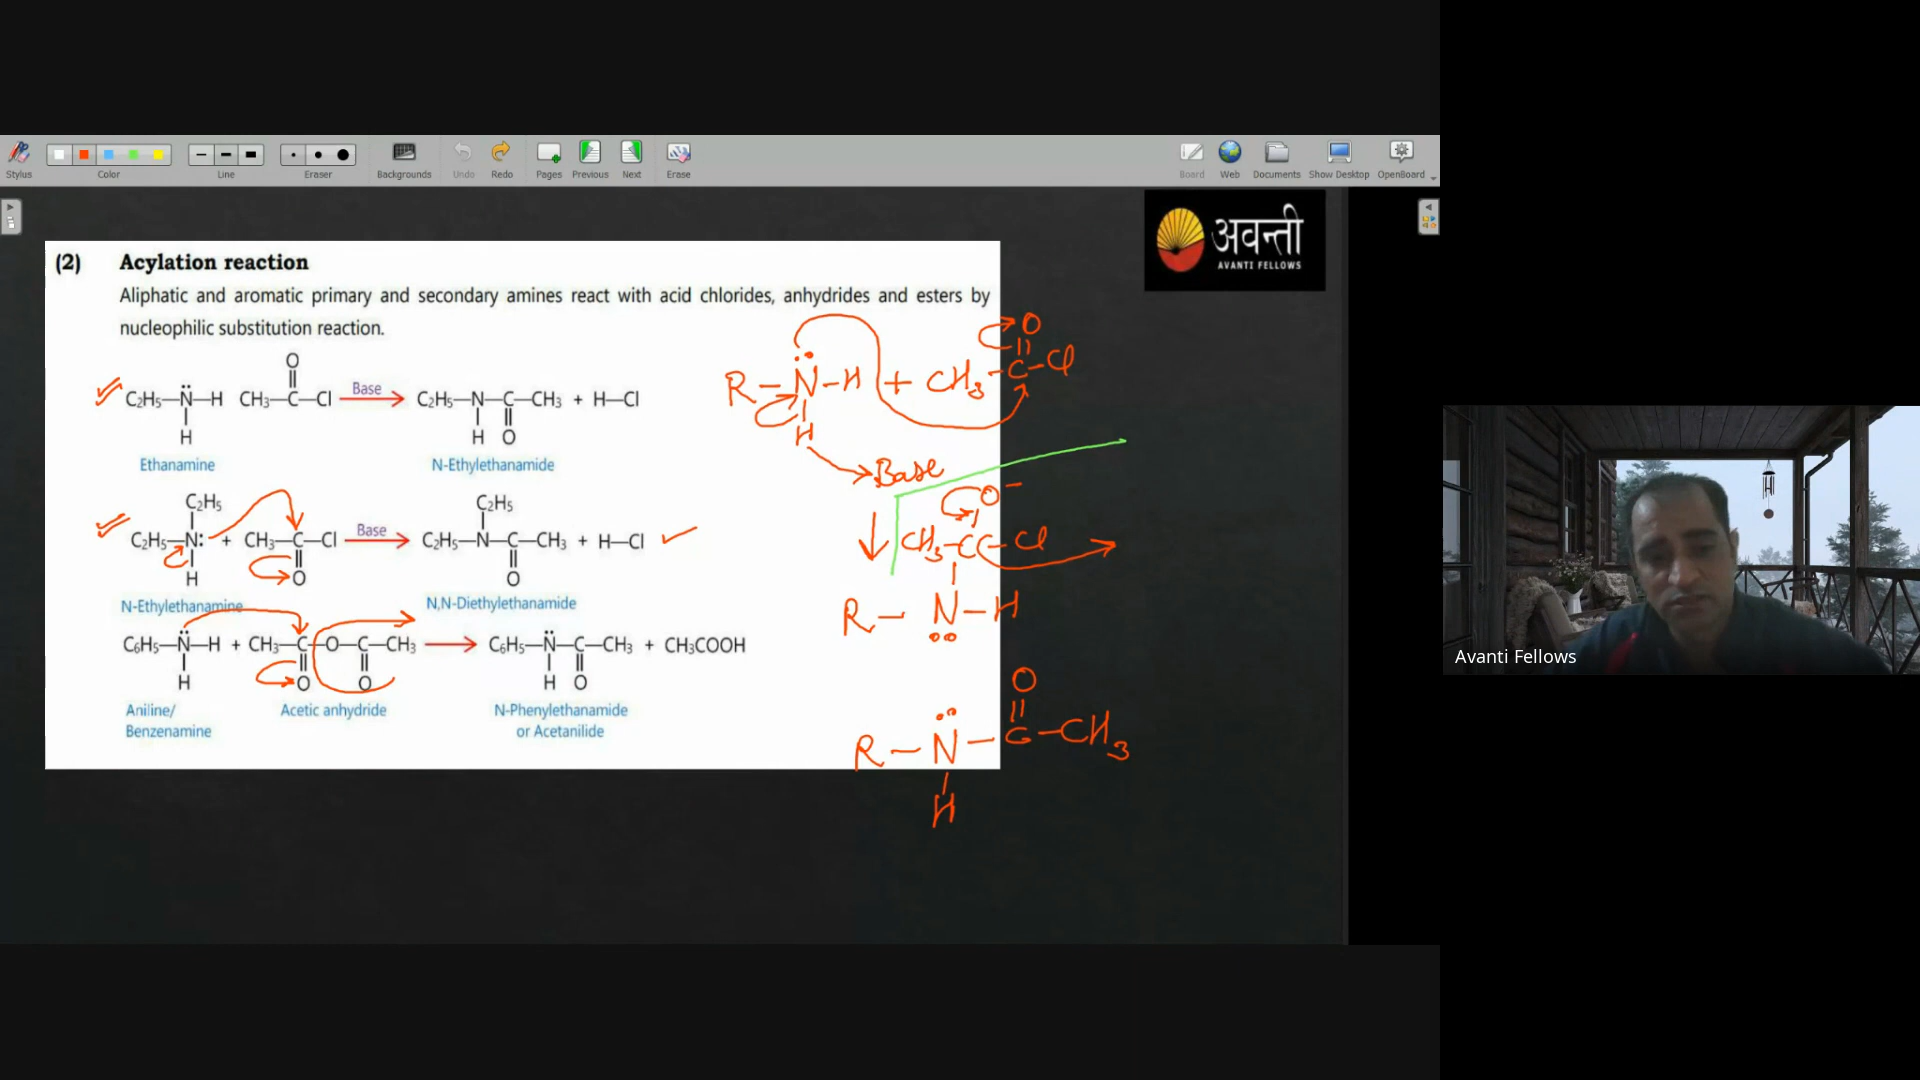 Stylus Color Line Eraser Backgrounds Undo Redo Pages Previous Next Erase Board Web Documents Show Desktop OpenBoard
अवन्ती
AVANTI FELLOWS
(2) Acylation reaction
Aliphatic and aromatic primary and secondary amines react with acid chlorides, anhydrides and esters by
nucleophilic substitution reaction.
O
C₂H₅—N̈—H CH₃—C—Cl Base C₂H₅—N—C—CH₃ + H—Cl
H H O
Ethanamine N-Ethylethanamide
C₂H₅ C₂H₅
C₂H₅—N: + CH₃—C—Cl Base C₂H₅—N—C—CH₃ + H—Cl
H O O
N-Ethylethanamine N,N-Diethylethanamide
C₆H₅—N̈—H + CH₃—C—O—C—CH₃ C₆H₅—N̈—C—CH₃ + CH₃COOH
H O O H O
Aniline/ Acetic anhydride N-Phenylethanamide
Benzenamine or Acetanilide
O
R—N̈—H + CH₃—C—Cl
H
Base
O⁻
CH₃—C—Cl
R—N—H
O
R—N̈—C—CH₃
H
Avanti Fellows